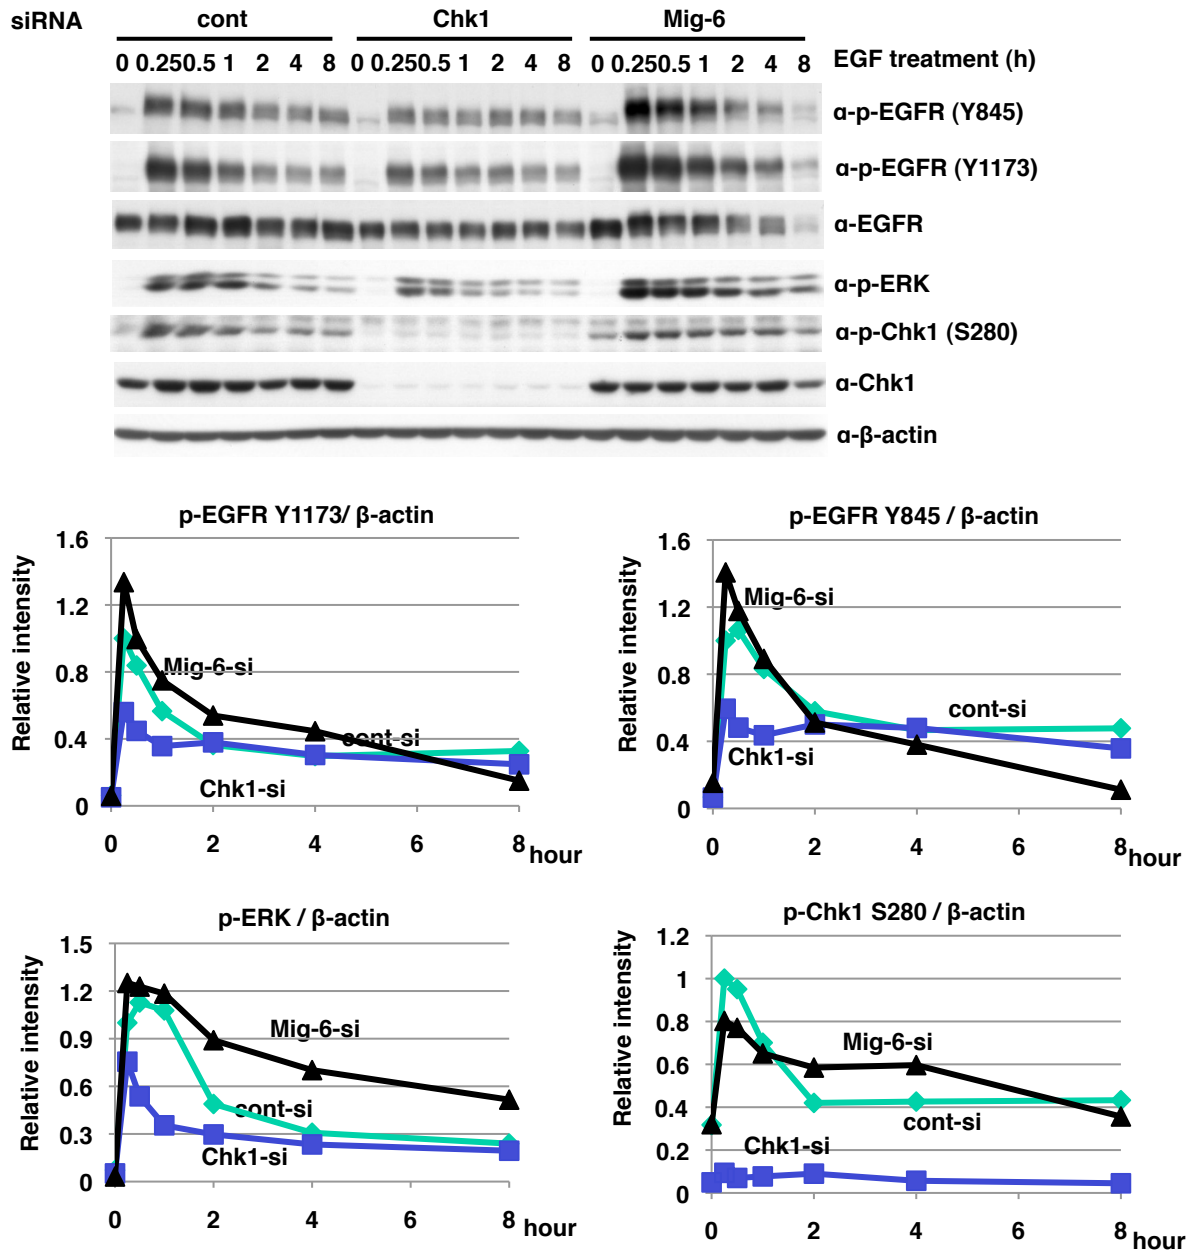 siRNA cont Chk1 Mig-6
0 0.25 0.5 1 2 4 8 0 0.25 0.5 1 2 4 8 0 0.25 0.5 1 2 4 8 EGF treatment (h)
α-p-EGFR (Y845)
α-p-EGFR (Y1173)
α-EGFR
α-p-ERK
α-p-Chk1 (S280)
α-Chk1
α-β-actin
p-EGFR Y1173/ β-actin
Relative intensity
1.6
1.2
0.8
0.4
0
Mig-6-si
cont-si
Chk1-si
0 2 4 6 8 hour
p-EGFR Y845 / β-actin
Relative intensity
1.6
1.2
0.8
0.4
0
Mig-6-si
cont-si
Chk1-si
0 2 4 6 8 hour
p-ERK / β-actin
Relative intensity
1.5
1.2
0.9
0.6
0.3
0
Mig-6-si
cont-si
Chk1-si
0 2 4 6 8 hour
p-Chk1 S280 / β-actin
Relative intensity
1.2
1
0.8
0.6
0.4
0.2
0
Mig-6-si
cont-si
Chk1-si
0 2 4 6 8 hour